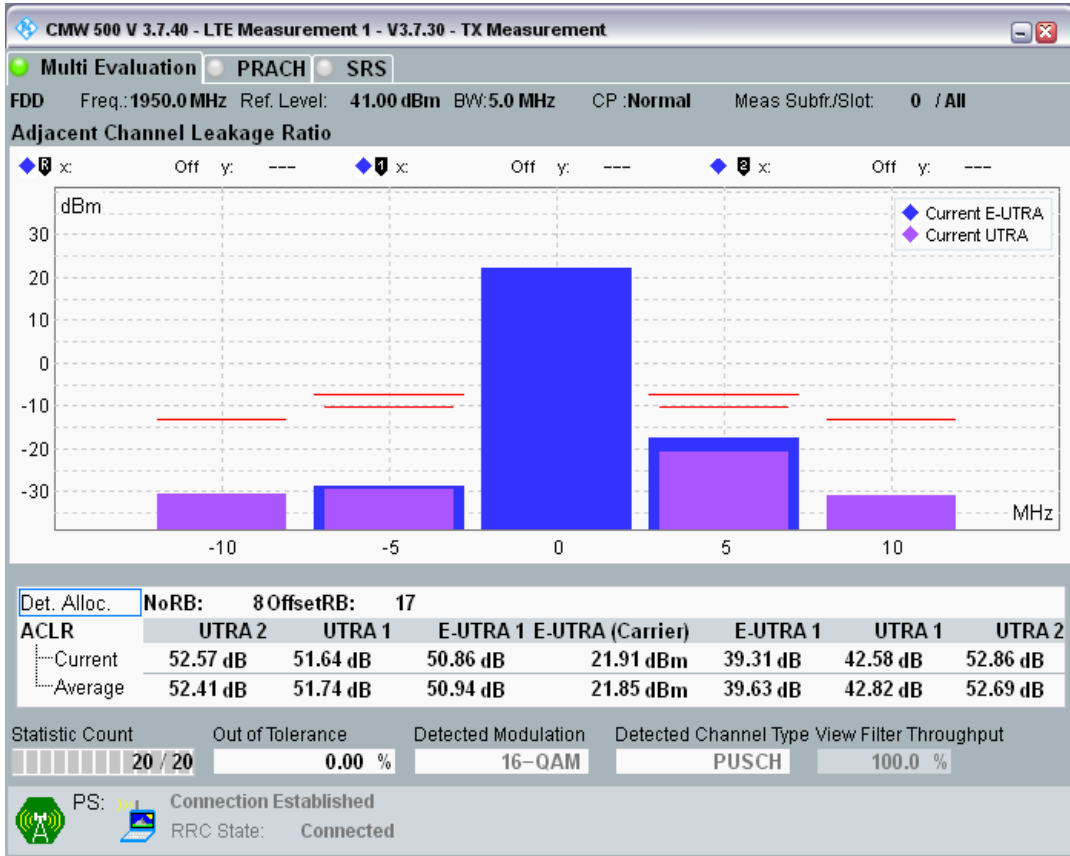 CMW 500 V 3.7.40 - LTE Measurement 1 - V3.7.30 - TX Measurement
Multi Evaluation PRACH SRS
FDD Freq.: 1950.0 MHz Ref. Level: 41.00 dBm BW: 5.0 MHz CP : Normal Meas Subfr./Slot: 0 / All
Adjacent Channel Leakage Ratio
R x: Off y: --- 1 x: Off y: --- 2 x: Off y: ---
dBm
Current E-UTRA
Current UTRA
30
20
10
0
-10
-20
-30
MHz
-10 -5 0 5 10
Det. Alloc. NoRB: 8 OffsetRB: 17
ACLR UTRA 2 UTRA 1 E-UTRA 1 E-UTRA (Carrier) E-UTRA 1 UTRA 1 UTRA 2
Current 52.57 dB 51.64 dB 50.86 dB 21.91 dBm 39.31 dB 42.58 dB 52.86 dB
Average 52.41 dB 51.74 dB 50.94 dB 21.85 dBm 39.63 dB 42.82 dB 52.69 dB
Statistic Count Out of Tolerance Detected Modulation Detected Channel Type View Filter Throughput
20 / 20 0.00 % 16-QAM PUSCH 100.0 %
PS: Connection Established
RRC State: Connected